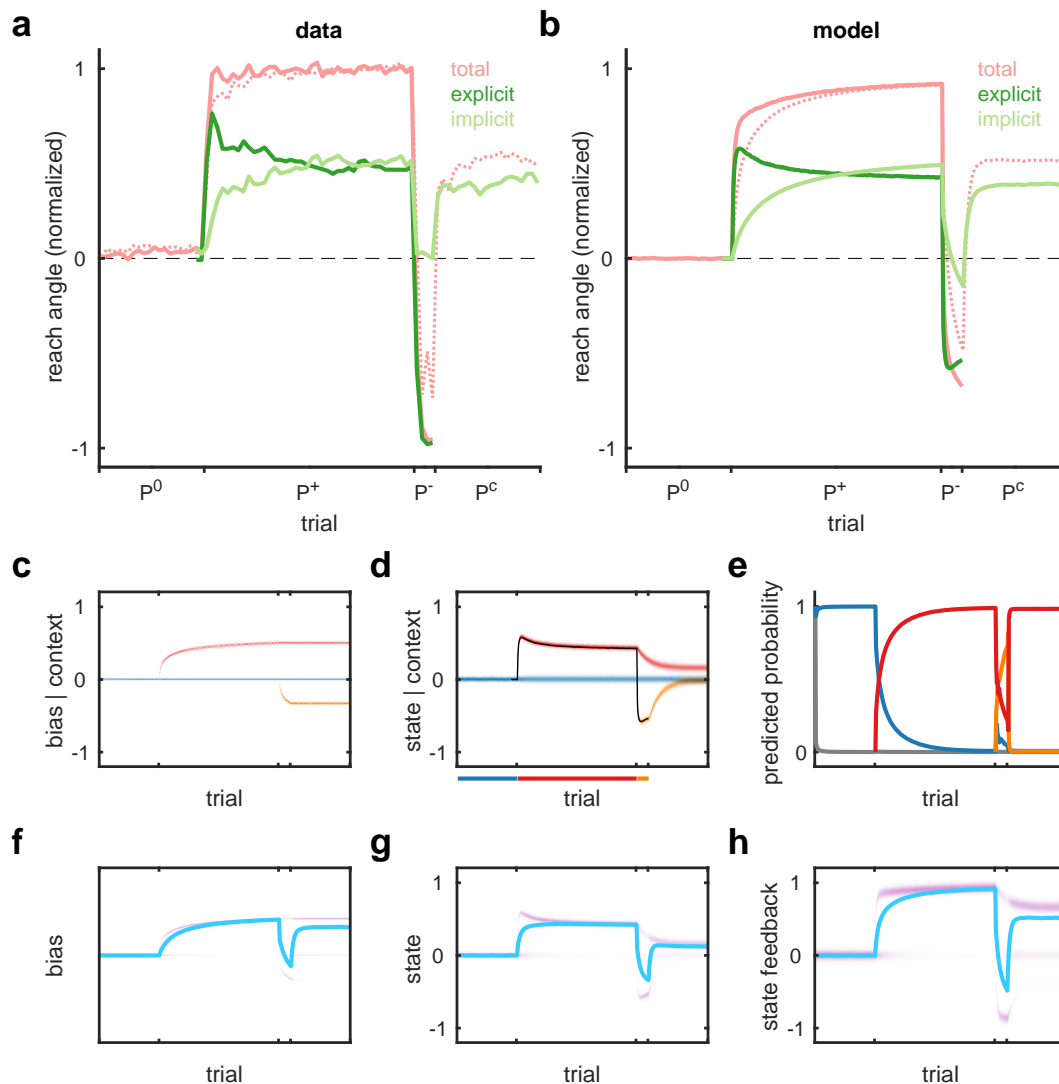 a
data
1
0
-1
reach angle (normalized)
total
explicit
implicit
P⁰
P⁺
P⁻
Pᶜ
trial
b
model
1
0
-1
reach angle (normalized)
total
explicit
implicit
P⁰
P⁺
P⁻
Pᶜ
trial
c
1
0
-1
bias | context
trial
d
1
0
-1
state | context
trial
e
1
0
predicted probability
trial
f
bias
trial
g
1
0
-1
state
trial
h
1
0
-1
state feedback
trial